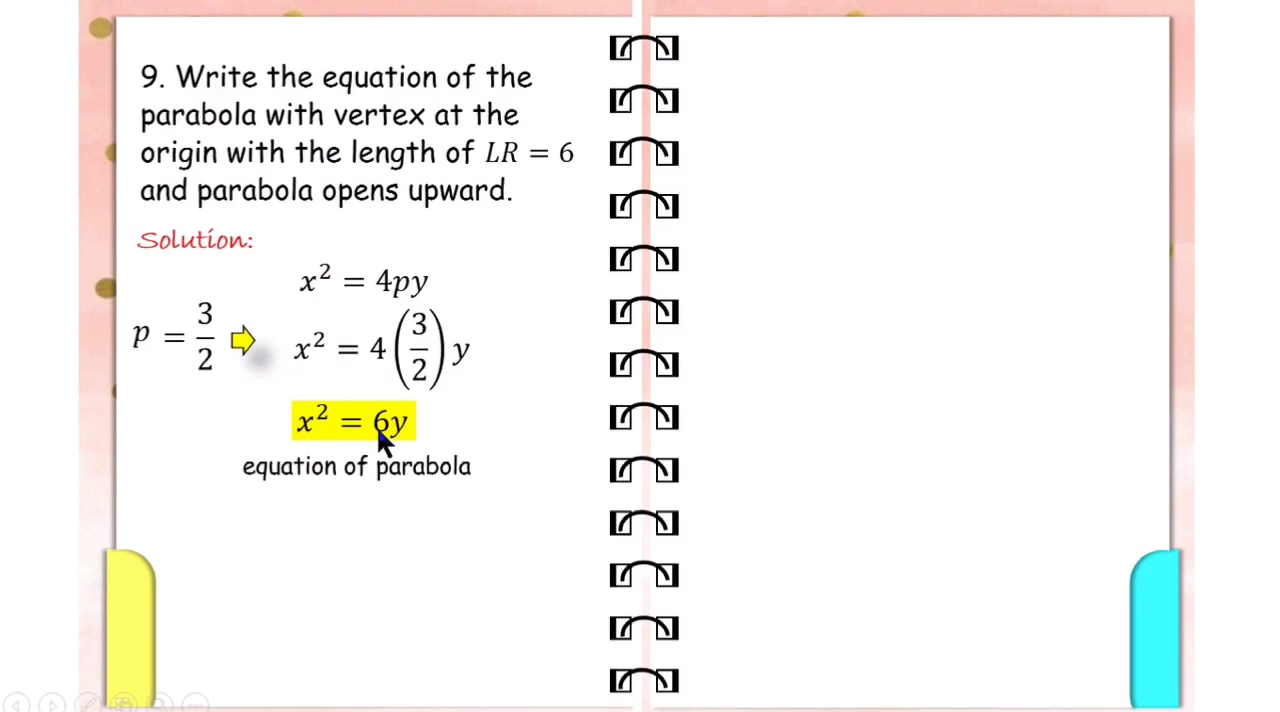 9. Write the equation of the
parabola with vertex at the
origin with the length of LR = 6
and parabola opens upward.
Solution:
x² = 4py
p = 3/2
x² = 4(3/2)y
x² = 6y
equation of parabola